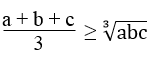 (a + b + c)/3 ≥ ∛abc